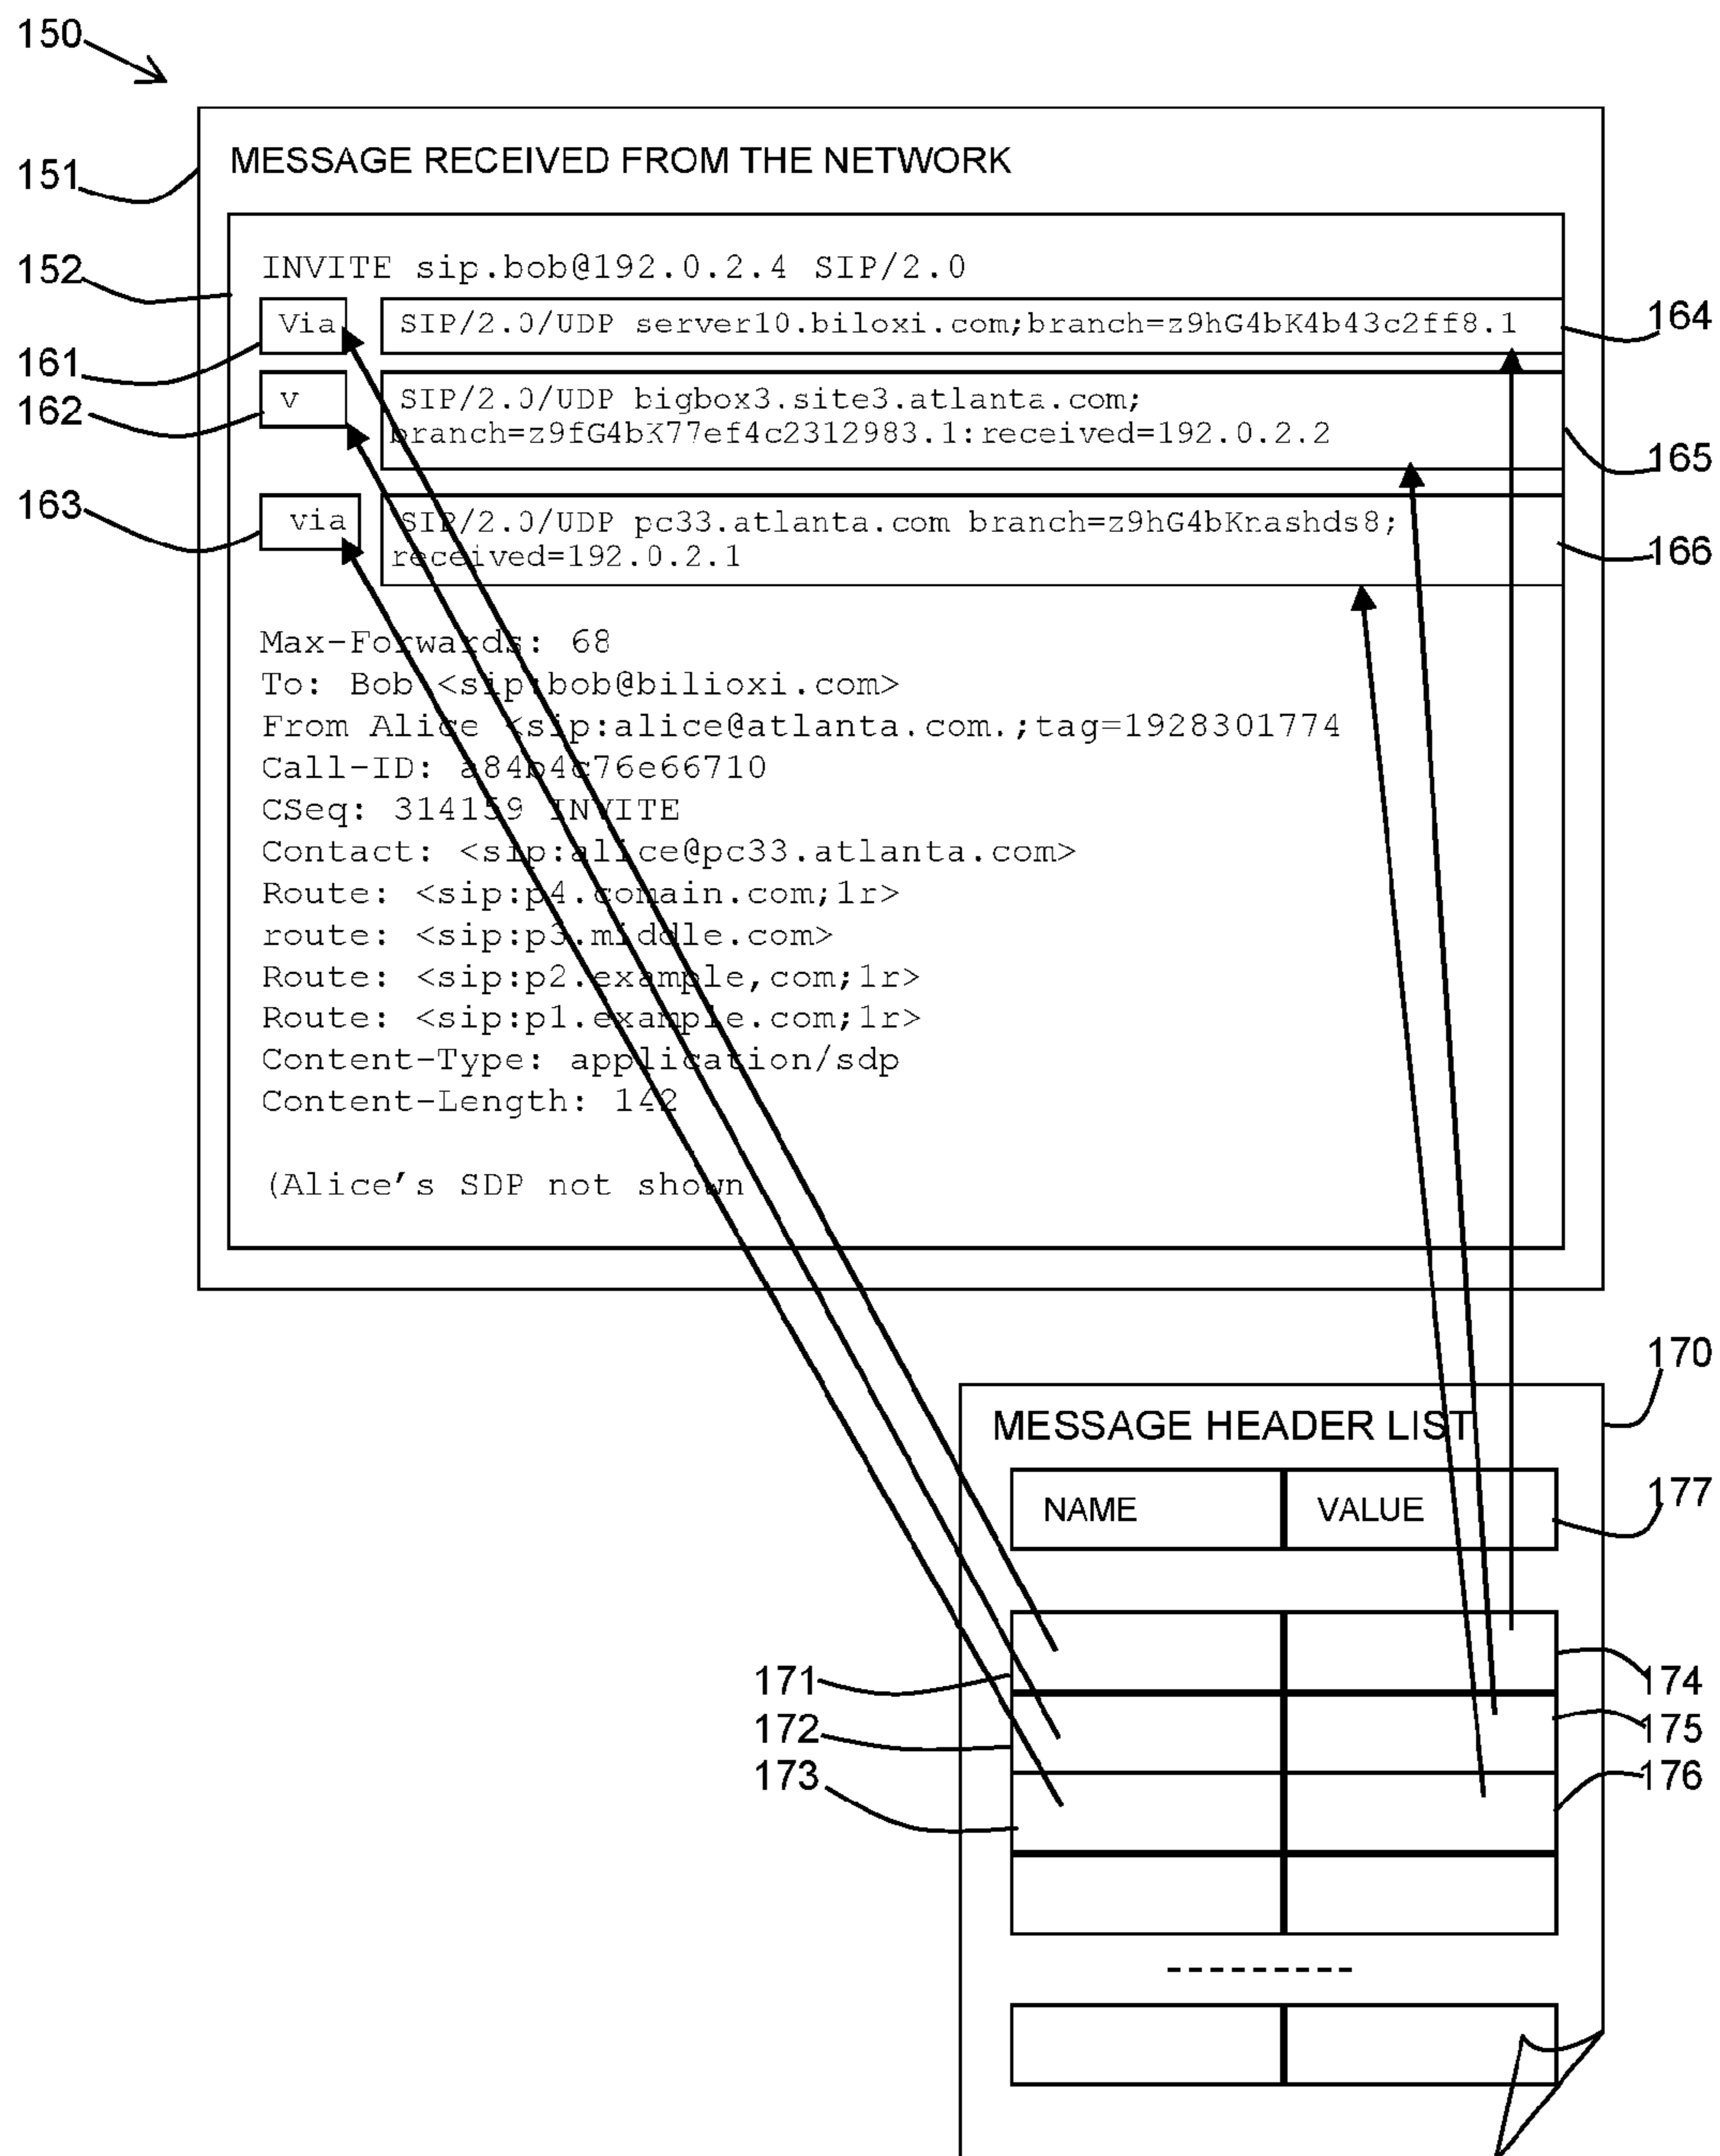 150
151
MESSAGE RECEIVED FROM THE NETWORK
152
INVITE sip.bob@192.0.2.4 SIP/2.0
161
Via
SIP/2.0/UDP server10.biloxi.com;branch=z9hG4bK4b43c2ff8.1
164
162
v
SIP/2.0/UDP bigbox3.site3.atlanta.com;
branch=z9fG4bK77ef4c2312983.1:received=192.0.2.2
165
163
via
SIP/2.0/UDP pc33.atlanta.com branch=z9hG4bKnashds8;
received=192.0.2.1
166
Max-Forwards: 68
To: Bob <sip:bob@bilioxi.com>
From Alice <sip:alice@atlanta.com.;tag=1928301774
Call-ID: a84b4c76e66710
CSeq: 314159 INVITE
Contact: <sip:alice@pc33.atlanta.com>
Route: <sip:p4.domain.com;1r>
route: <sip:p3.middle.com>
Route: <sip:p2.example,com;1r>
Route: <sip:p1.example.com;1r>
Content-Type: application/sdp
Content-Length: 142
(Alice's SDP not shown
170
MESSAGE HEADER LIST
NAME
VALUE
177
171
174
172
175
173
176